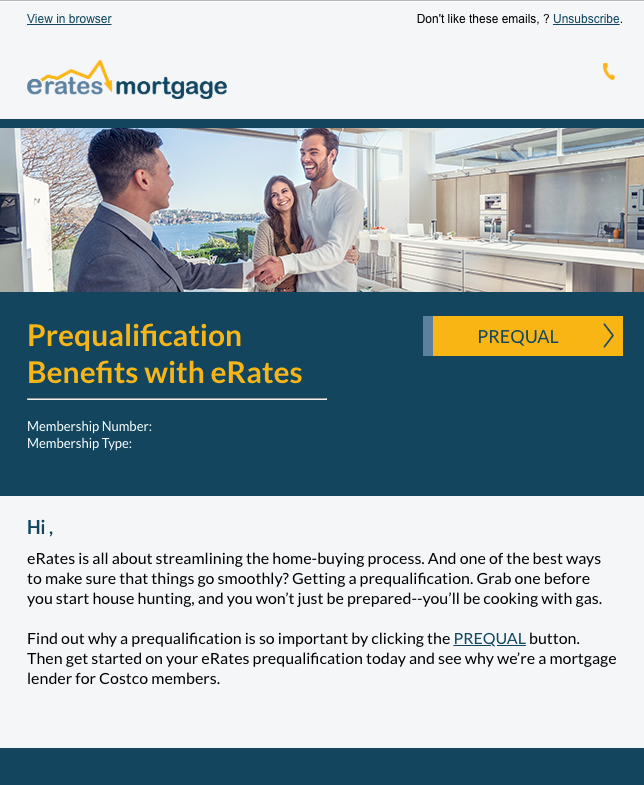 View in browser
Don't like these emails, ? Unsubscribe.
erates mortgage
Prequalification
Benefits with eRates
PREQUAL
Membership Number:
Membership Type:
Hi ,
eRates is all about streamlining the home-buying process. And one of the best ways
to make sure that things go smoothly? Getting a prequalification. Grab one before
you start house hunting, and you won't just be prepared--you'll be cooking with gas.
Find out why a prequalification is so important by clicking the PREQUAL button.
Then get started on your eRates prequalification today and see why we're a mortgage
lender for Costco members.